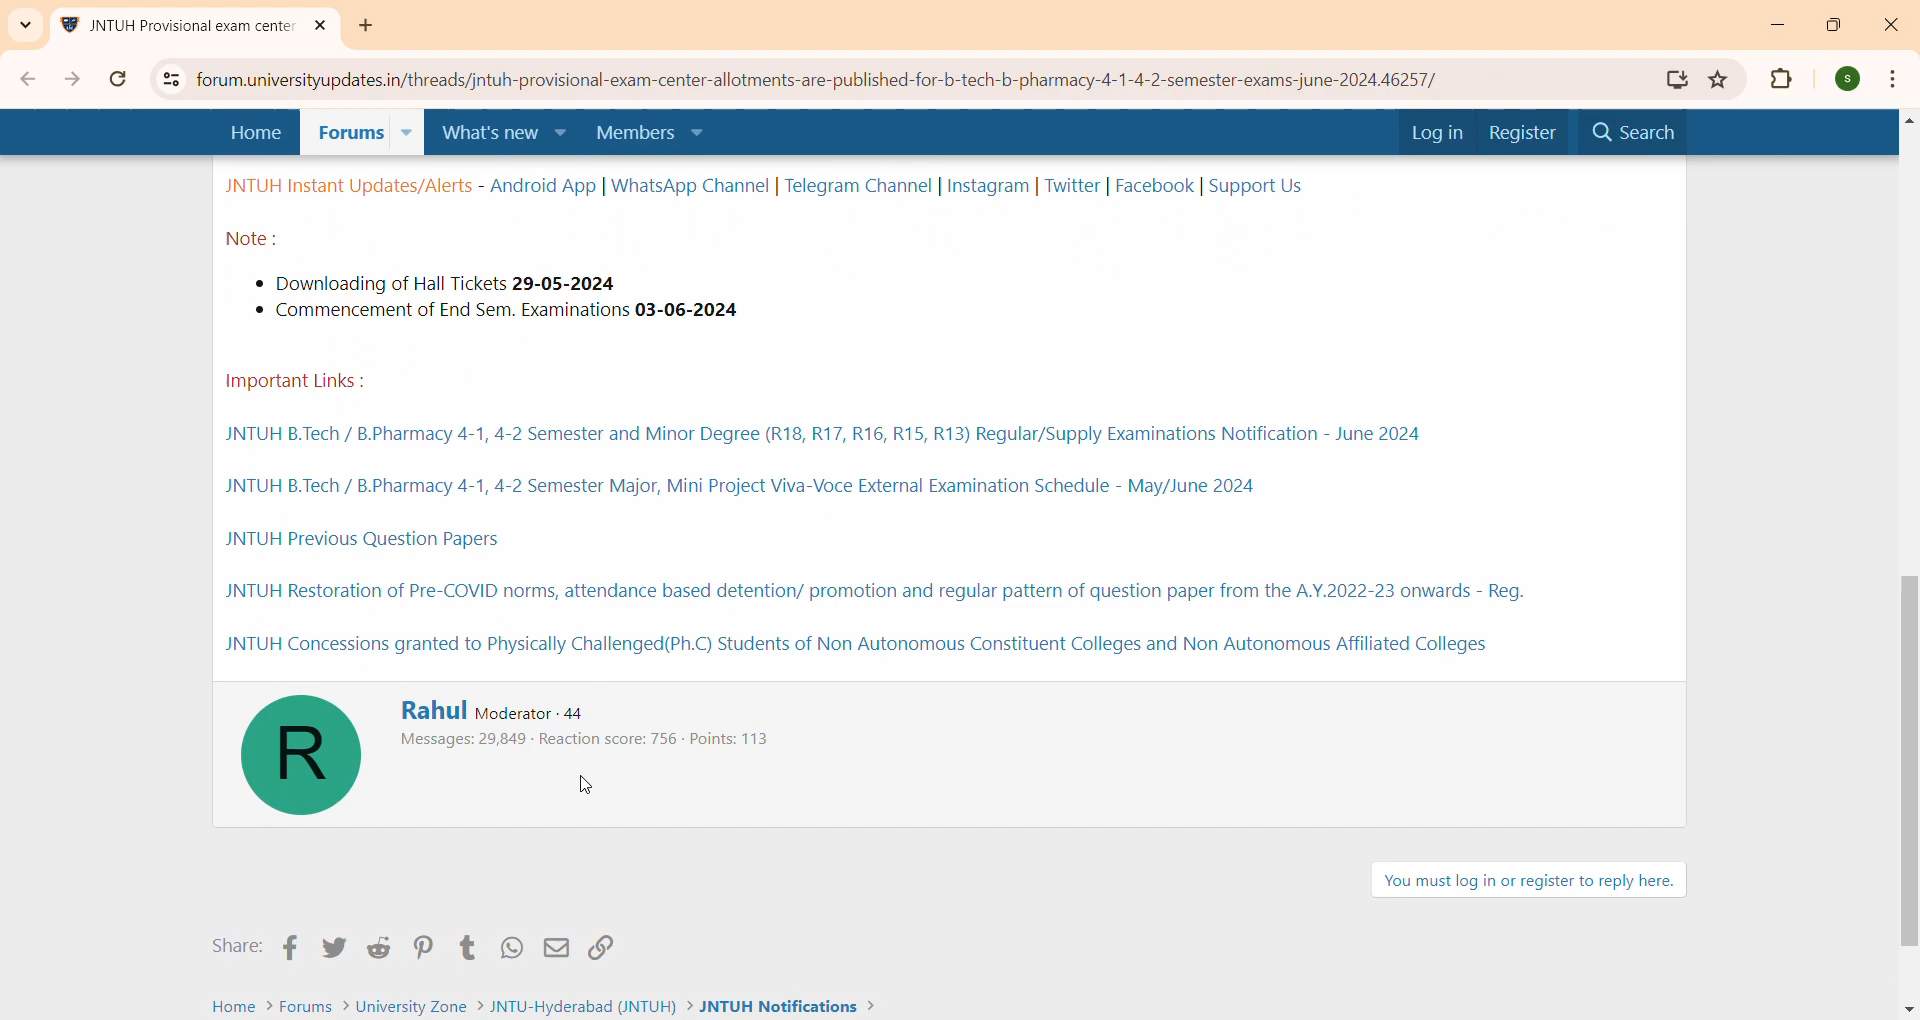 JNTUH Provisional exam center
forum.universityupdates.in/threads/jntuh-provisional-exam-center-allotments-are-published-for-b-tech-b-pharmacy-4-1-4-2-semester-exams-june-2024.46257/
S
Home Forums What's new Members Log in Register Search
JNTUH Instant Updates/Alerts - Android App | WhatsApp Channel | Telegram Channel | Instagram | Twitter | Facebook | Support Us
Note :
• Downloading of Hall Tickets 29-05-2024
• Commencement of End Sem. Examinations 03-06-2024
Important Links :
JNTUH B.Tech / B.Pharmacy 4-1, 4-2 Semester and Minor Degree (R18, R17, R16, R15, R13) Regular/Supply Examinations Notification - June 2024
JNTUH B.Tech / B.Pharmacy 4-1, 4-2 Semester Major, Mini Project Viva-Voce External Examination Schedule - May/June 2024
JNTUH Previous Question Papers
JNTUH Restoration of Pre-COVID norms, attendance based detention/ promotion and regular pattern of question paper from the A.Y.2022-23 onwards - Reg.
JNTUH Concessions granted to Physically Challenged(Ph.C) Students of Non Autonomous Constituent Colleges and Non Autonomous Affiliated Colleges
R
Rahul Moderator · 44
Messages: 29,849 · Reaction score: 756 · Points: 113
You must log in or register to reply here.
Share:
Home > Forums > University Zone > JNTU-Hyderabad (JNTUH) > JNTUH Notifications >